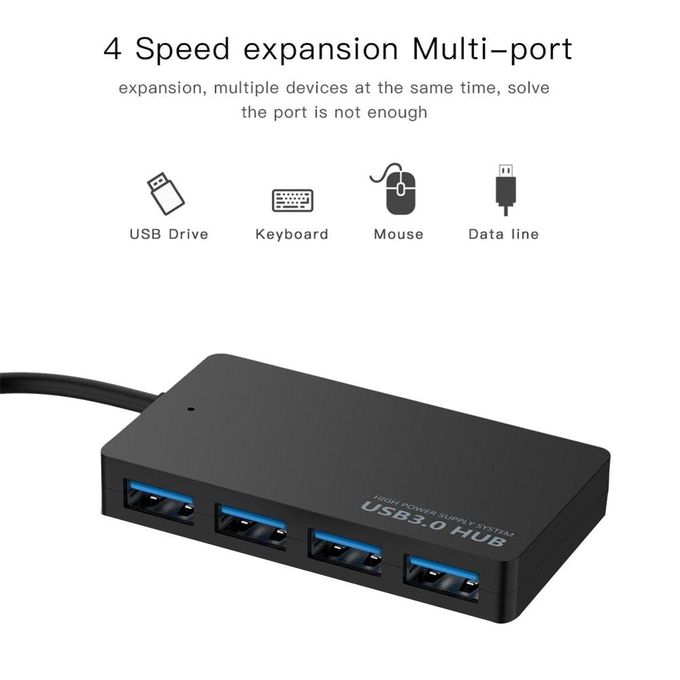 4 Speed expansion Multi-port
expansion, multiple devices at the same time, solve
the port is not enough
USB Drive
Keyboard
Mouse
Data line
HIGH POWER SUPPLY SYSTEM
USB3.0 HUB